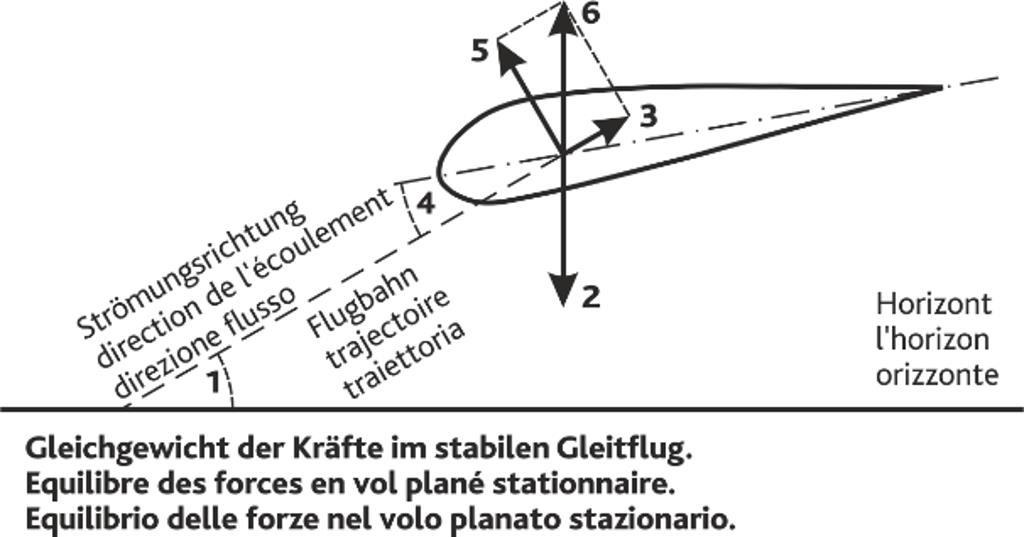 6
5
3
4
Strömungsrichtung
direction de l'écoulement
direzione flusso
Flugbahn
trajectoire
traiettoria
2
1
Horizont
l'horizon
orizzonte
Gleichgewicht der Kräfte im stabilen Gleitflug.
Equilibre des forces en vol plané stationnaire.
Equilibrio delle forze nel volo planato stazionario.